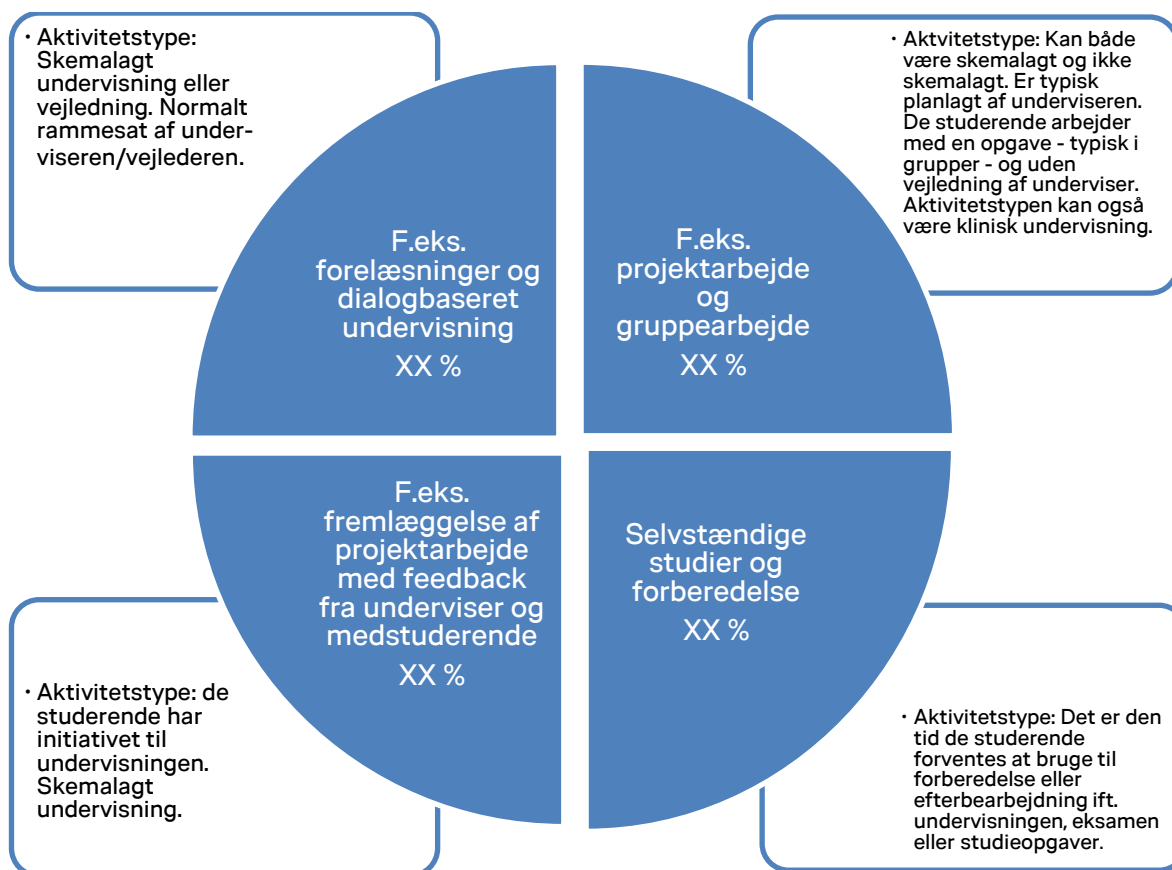 · Aktivitetstype:
Skemalagt
undervisning eller
vejledning. Normalt
rammesat af under-
viseren/vejlederen.
· Aktvitetstype: Kan både
være skemalagt og ikke
skemalagt. Er typisk
planlagt af underviseren.
De studerende arbejder
med en opgave - typisk i
grupper - og uden
vejledning af underviser.
Aktivitetstypen kan også
være klinisk undervisning.
F.eks.
forelæsninger og
dialogbaseret
undervisning
XX %
F.eks.
projektarbejde
og
gruppearbejde
XX %
F.eks.
fremlæggelse af
projektarbejde
med feedback
fra underviser og
medstuderende
XX %
Selvstændige
studier og
forberedelse
XX %
· Aktivitetstype: de
studerende har
initiativet til
undervisningen.
Skemalagt
undervisning.
· Aktivitetstype: Det er den
tid de studerende
forventes at bruge til
forberedelse eller
efterbearbejdning ift.
undervisningen, eksamen
eller studieopgaver.